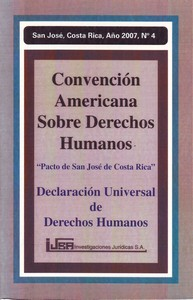 San José, Costa Rica, Año 2007, Nº 4
Convención
Americana
Sobre Derechos
Humanos
“Pacto de San José de Costa Rica”
Declaración Universal
de
Derechos Humanos
IJSA
Investigaciones Jurídicas S.A.